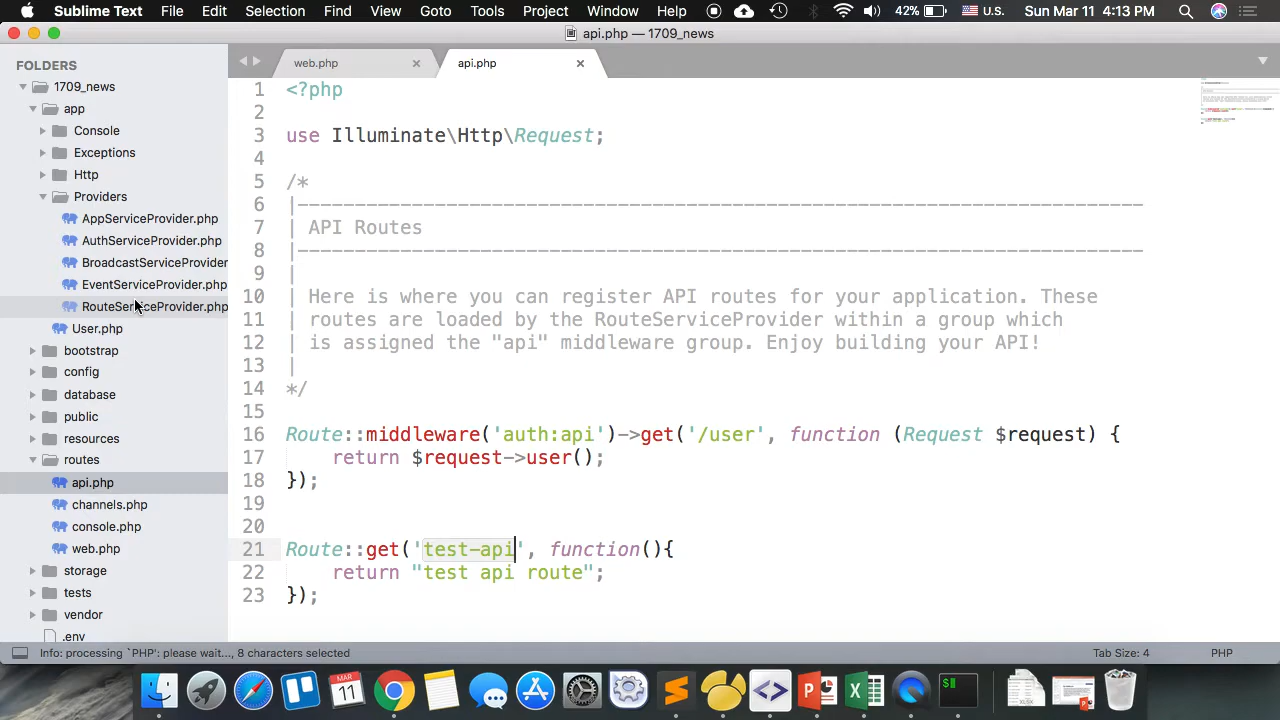 Sublime Text File Edit Selection Find View Goto Tools Project Window Help 42% U.S. Sun Mar 11 4:13 PM
api.php — 1709_news
FOLDERS
1709_news
app
Console
Exceptions
Http
Providers
AppServiceProvider.php
AuthServiceProvider.php
BroadcastServiceProvider
EventServiceProvider.php
RouteServiceProvider.php
User.php
bootstrap
config
database
public
resources
routes
api.php
channels.php
console.php
web.php
storage
tests
vendor
.env
web.php api.php
1 <?php
2
3 use Illuminate\Http\Request;
4
5 /*
6 |--------------------------------------------------------------------------
7 | API Routes
8 |--------------------------------------------------------------------------
9 |
10 | Here is where you can register API routes for your application. These
11 | routes are loaded by the RouteServiceProvider within a group which
12 | is assigned the "api" middleware group. Enjoy building your API!
13 |
14 */
15
16 Route::middleware('auth:api')->get('/user', function (Request $request) {
17 return $request->user();
18 });
19
20
21 Route::get('test-api', function(){
22 return "test api route";
23 });
Info: processing `PHP': please wait..., 8 characters selected Tab Size: 4 PHP
MAR
11
XLSX